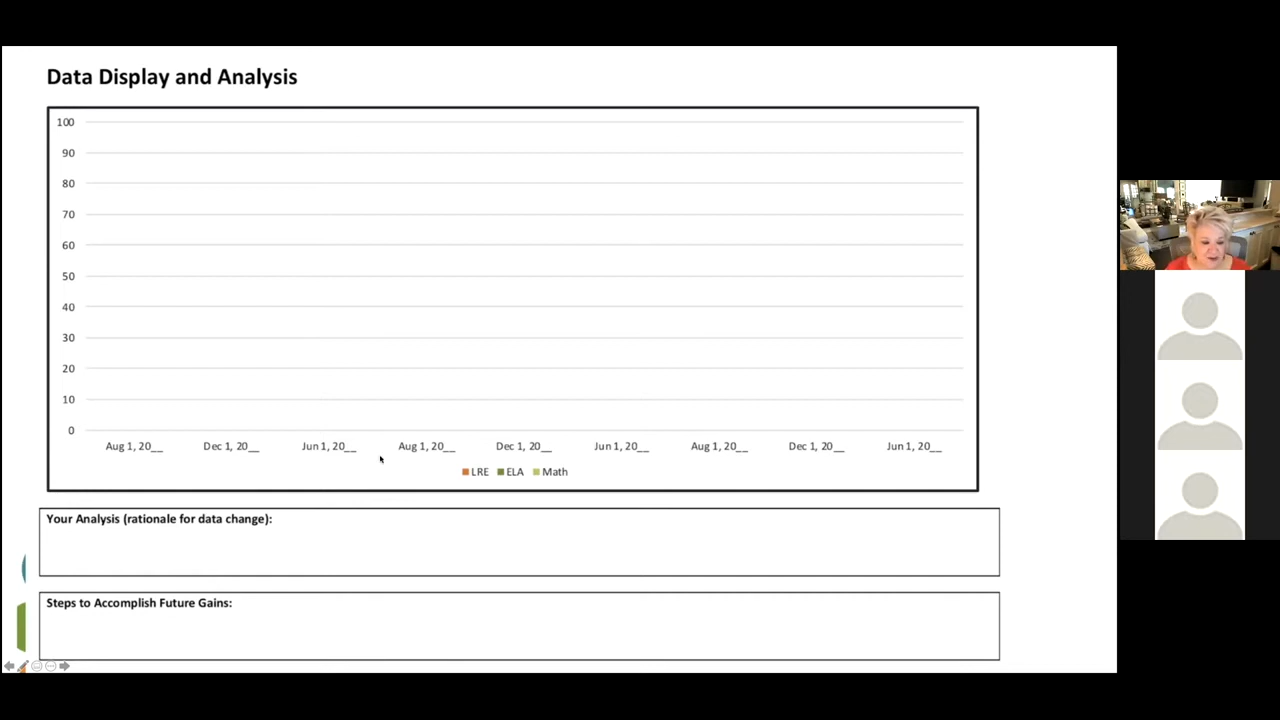 Data Display and Analysis
100
90
80
70
60
50
40
30
20
10
0
Aug 1, 20__ Dec 1, 20__ Jun 1, 20__ Aug 1, 20__ Dec 1, 20__ Jun 1, 20__ Aug 1, 20__ Dec 1, 20__ Jun 1, 20__
LRE ELA Math
Your Analysis (rationale for data change):
Steps to Accomplish Future Gains: